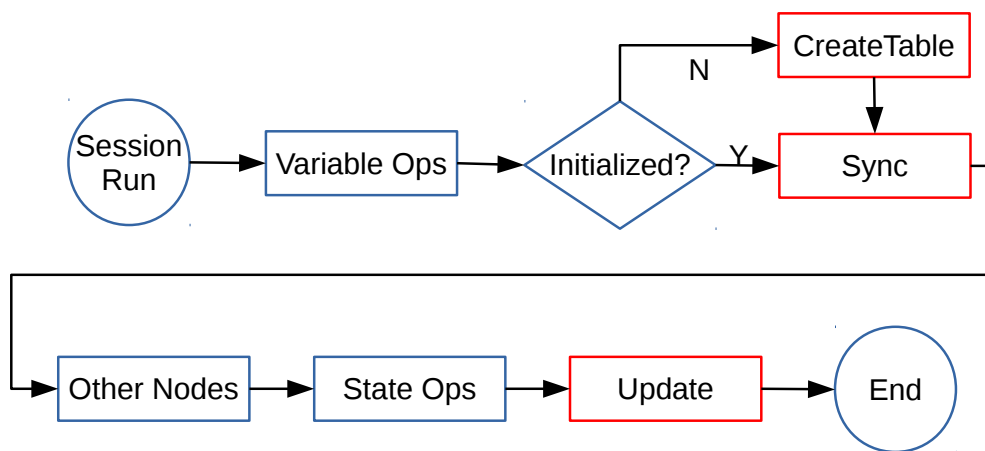 CreateTable
N
Session
Run
Variable Ops
Initialized?
Y
Sync
Other Nodes
State Ops
Update
End